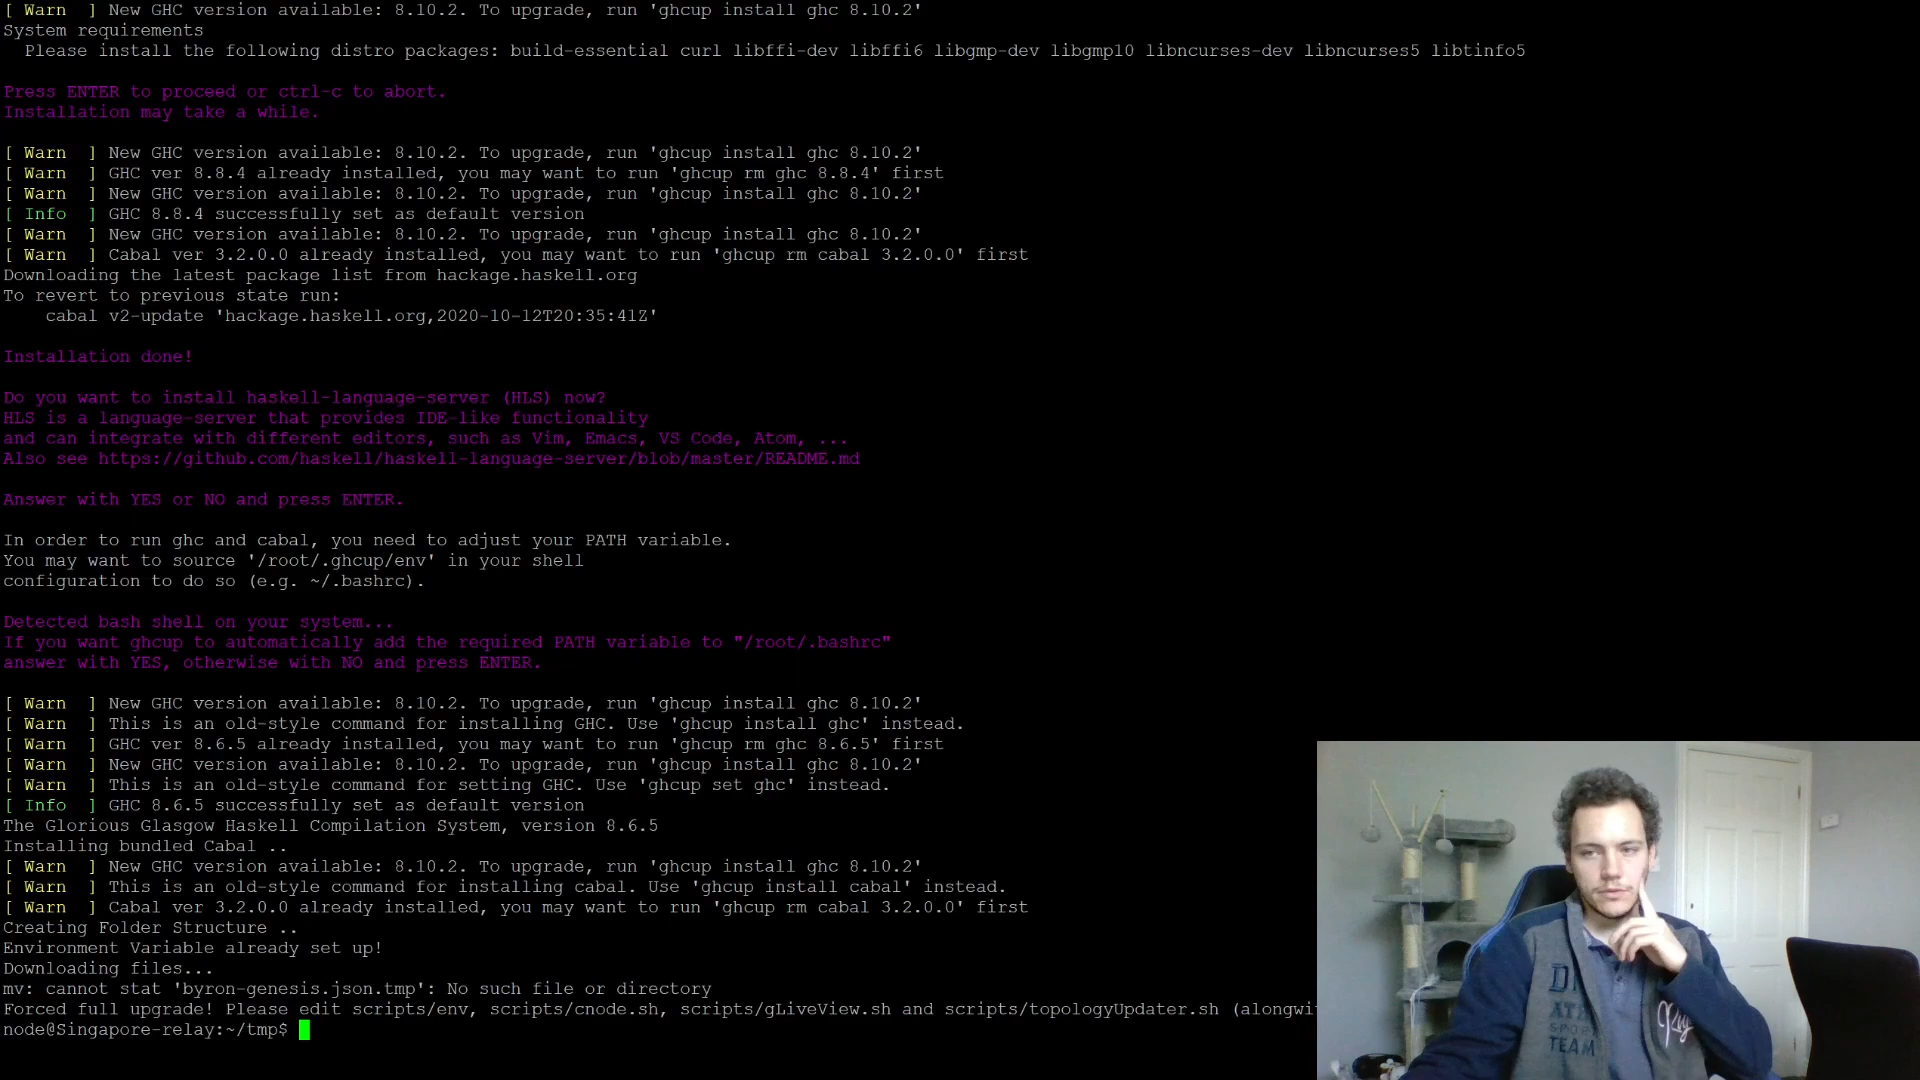 [ Warn  ] New GHC version available: 8.10.2. To upgrade, run 'ghcup install ghc 8.10.2'
System requirements
  Please install the following distro packages: build-essential curl libffi-dev libffi6 libgmp-dev libgmp10 libncurses-dev libncurses5 libtinfo5
Press ENTER to proceed or ctrl-c to abort.
Installation may take a while.
[ Warn  ] New GHC version available: 8.10.2. To upgrade, run 'ghcup install ghc 8.10.2'
[ Warn  ] GHC ver 8.8.4 already installed, you may want to run 'ghcup rm ghc 8.8.4' first
[ Warn  ] New GHC version available: 8.10.2. To upgrade, run 'ghcup install ghc 8.10.2'
[ Info  ] GHC 8.8.4 successfully set as default version
[ Warn  ] New GHC version available: 8.10.2. To upgrade, run 'ghcup install ghc 8.10.2'
[ Warn  ] Cabal ver 3.2.0.0 already installed, you may want to run 'ghcup rm cabal 3.2.0.0' first
Downloading the latest package list from hackage.haskell.org
To revert to previous state run:
    cabal v2-update 'hackage.haskell.org,2020-10-12T20:35:41Z'
Installation done!
Do you want to install haskell-language-server (HLS) now?
HLS is a language-server that provides IDE-like functionality
and can integrate with different editors, such as Vim, Emacs, VS Code, Atom, ...
Also see https://github.com/haskell/haskell-language-server/blob/master/README.md
Answer with YES or NO and press ENTER.
In order to run ghc and cabal, you need to adjust your PATH variable.
You may want to source '/root/.ghcup/env' in your shell
configuration to do so (e.g. ~/.bashrc).
Detected bash shell on your system...
If you want ghcup to automatically add the required PATH variable to "/root/.bashrc"
answer with YES, otherwise with NO and press ENTER.
[ Warn  ] New GHC version available: 8.10.2. To upgrade, run 'ghcup install ghc 8.10.2'
[ Warn  ] This is an old-style command for installing GHC. Use 'ghcup install ghc' instead.
[ Warn  ] GHC ver 8.6.5 already installed, you may want to run 'ghcup rm ghc 8.6.5' first
[ Warn  ] New GHC version available: 8.10.2. To upgrade, run 'ghcup install ghc 8.10.2'
[ Warn  ] This is an old-style command for setting GHC. Use 'ghcup set ghc' instead.
[ Info  ] GHC 8.6.5 successfully set as default version
The Glorious Glasgow Haskell Compilation System, version 8.6.5
Installing bundled Cabal ..
[ Warn  ] New GHC version available: 8.10.2. To upgrade, run 'ghcup install ghc 8.10.2'
[ Warn  ] This is an old-style command for installing cabal. Use 'ghcup install cabal' instead.
[ Warn  ] Cabal ver 3.2.0.0 already installed, you may want to run 'ghcup rm cabal 3.2.0.0' first
Creating Folder Structure ..
Environment Variable already set up!
Downloading files...
mv: cannot stat 'byron-genesis.json.tmp': No such file or directory
Forced full upgrade! Please edit scripts/env, scripts/cnode.sh, scripts/gLiveView.sh and scripts/topologyUpdater.sh (alongwi
node@Singapore-relay:~/tmp$
TEAM